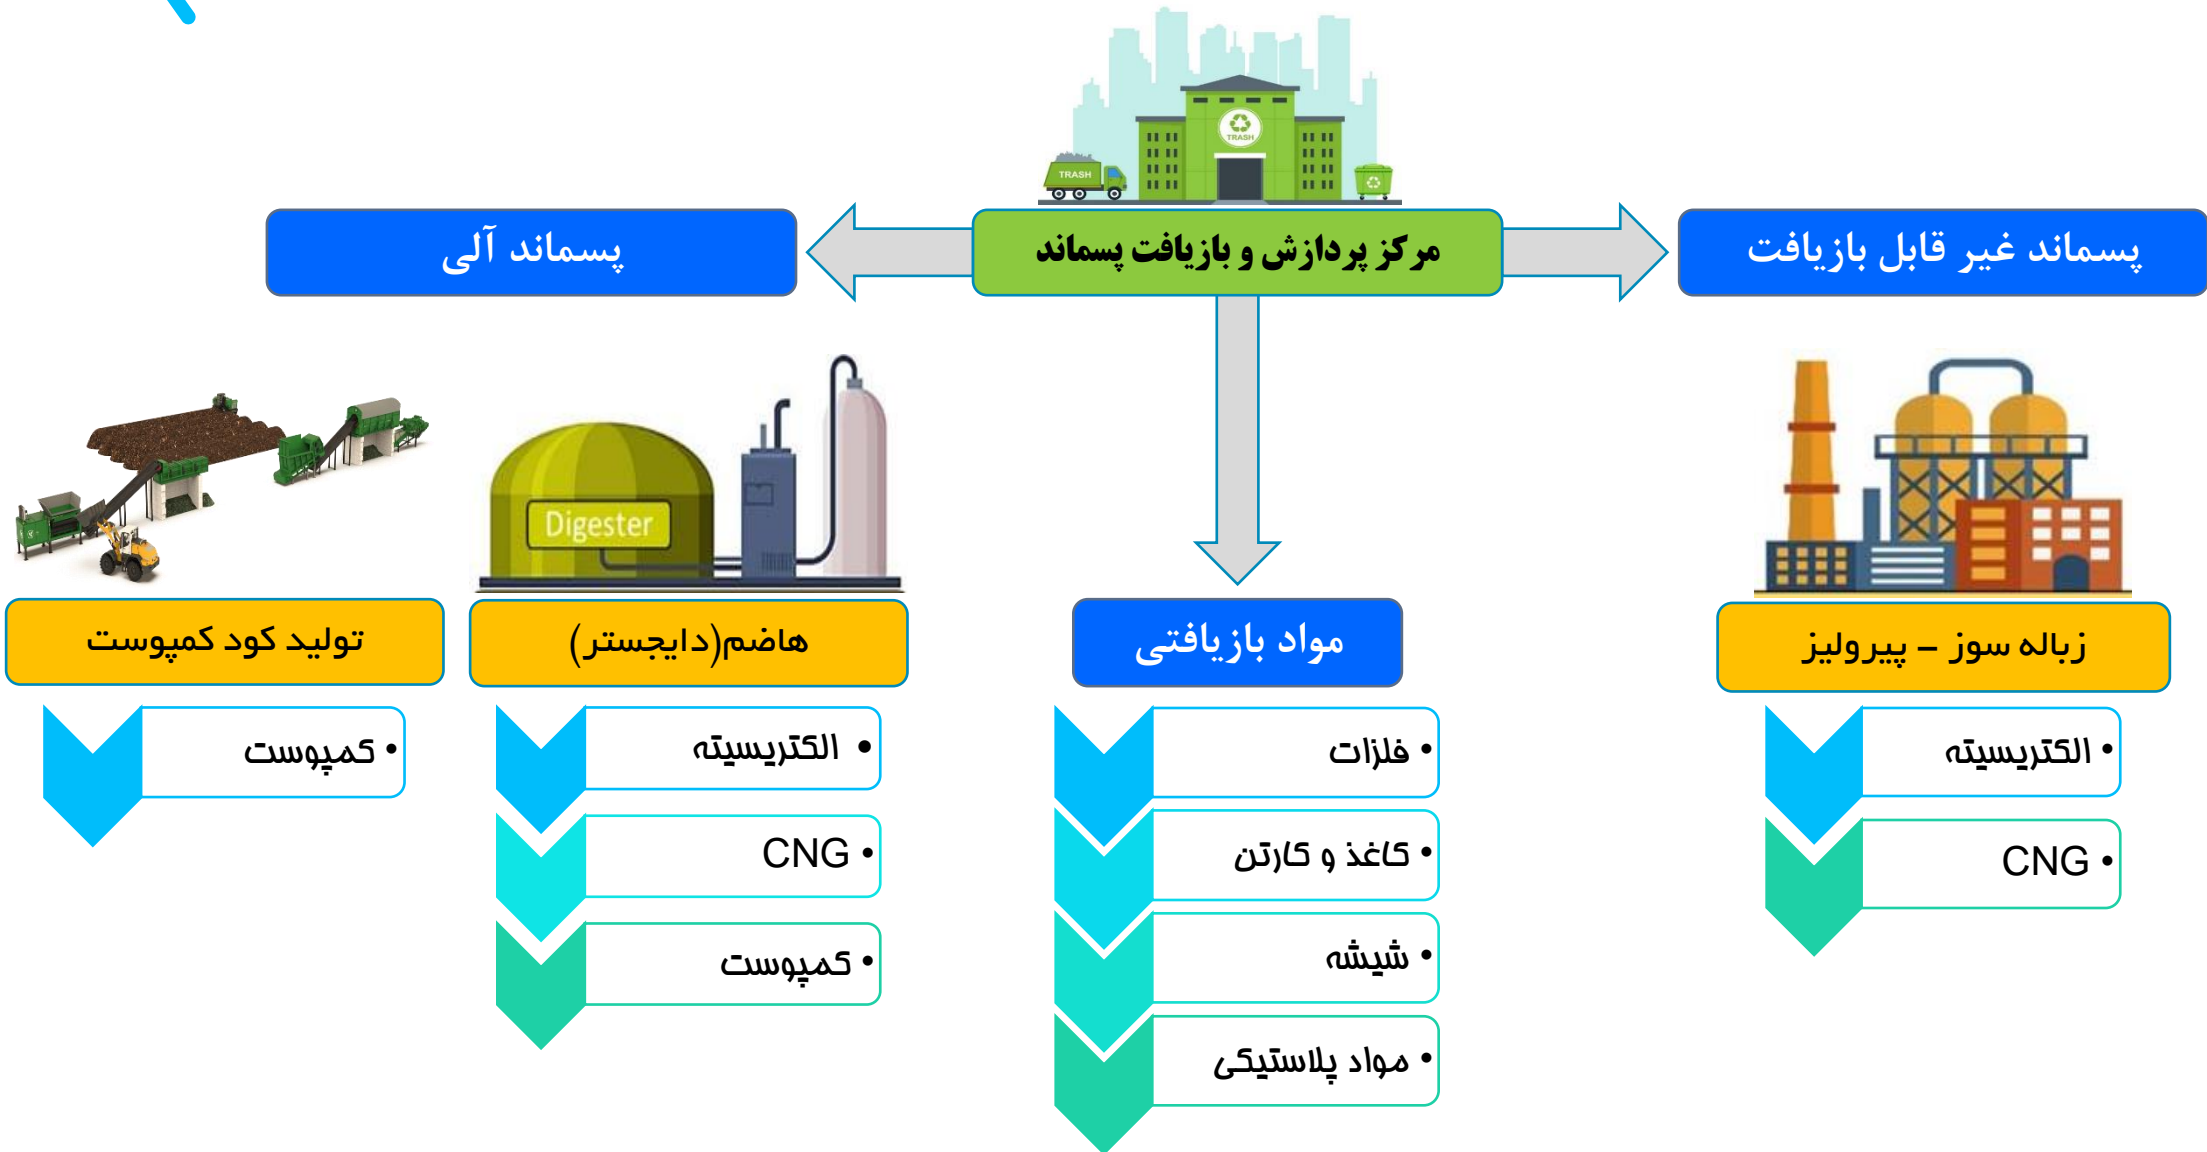 TRASH
TRASH
پسماند غیر قابل بازیافت
مرکز پردازش و بازیافت پسماند
پسماند آلی
Digester
زباله سوز – پیرولیز
• الکتریسیته
• CNG
مواد بازیافتی
• فلزات
• کاغذ و کارتن
• شیشه
• مواد پلاستیکی
هاضم(دایجستر)
• الکتریسیته
• CNG
• کمپوست
تولید کود کمپوست
• کمپوست